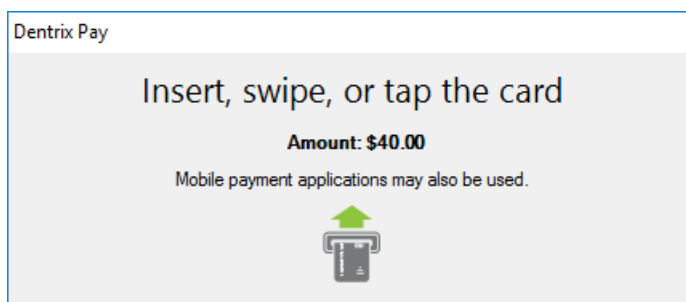 Dentrix Pay
Insert, swipe, or tap the card
Amount: $40.00
Mobile payment applications may also be used.